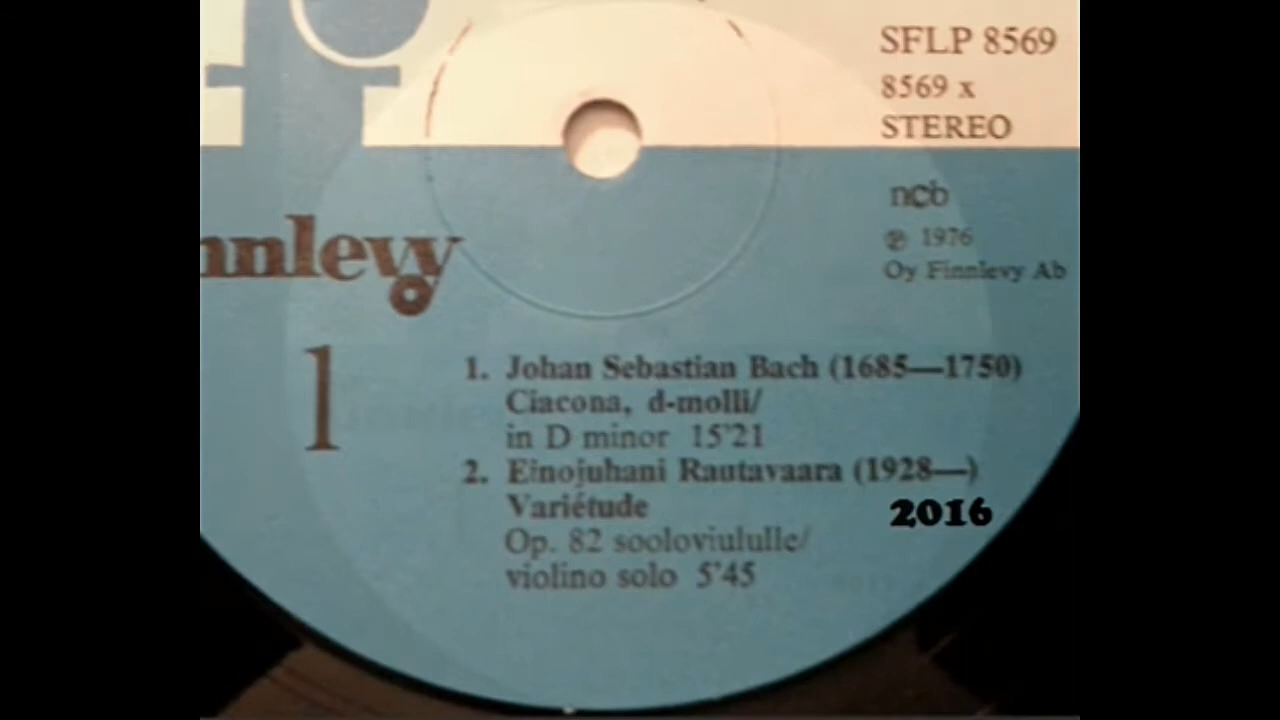 SFLP 8569
8569 x
STEREO
ncb
℗ 1976
Oy Finnlevy Ab
nnlevy
1
1. Johan Sebastian Bach (1685—1750)
Ciacona, d-molli/
in D minor 15'21
2. Einojuhani Rautavaara (1928—)
2016
Variétude
Op. 82 sooloviululle/
violino solo 5'45